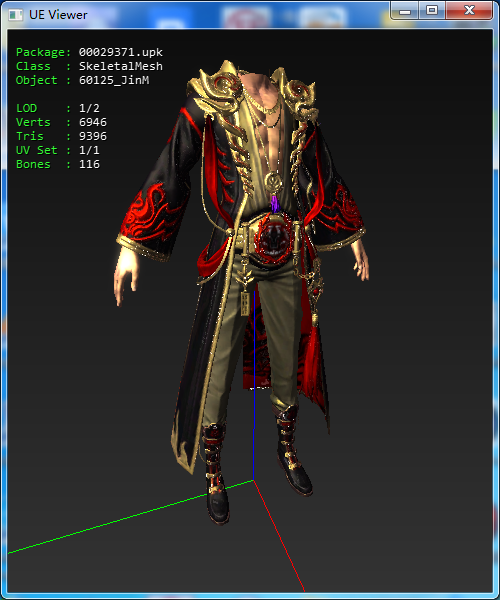 UE Viewer
Package: 00029371.upk
Class  : SkeletalMesh
Object : 60125_JinM
LOD    : 1/2
Verts  : 6946
Tris   : 9396
UV Set : 1/1
Bones  : 116